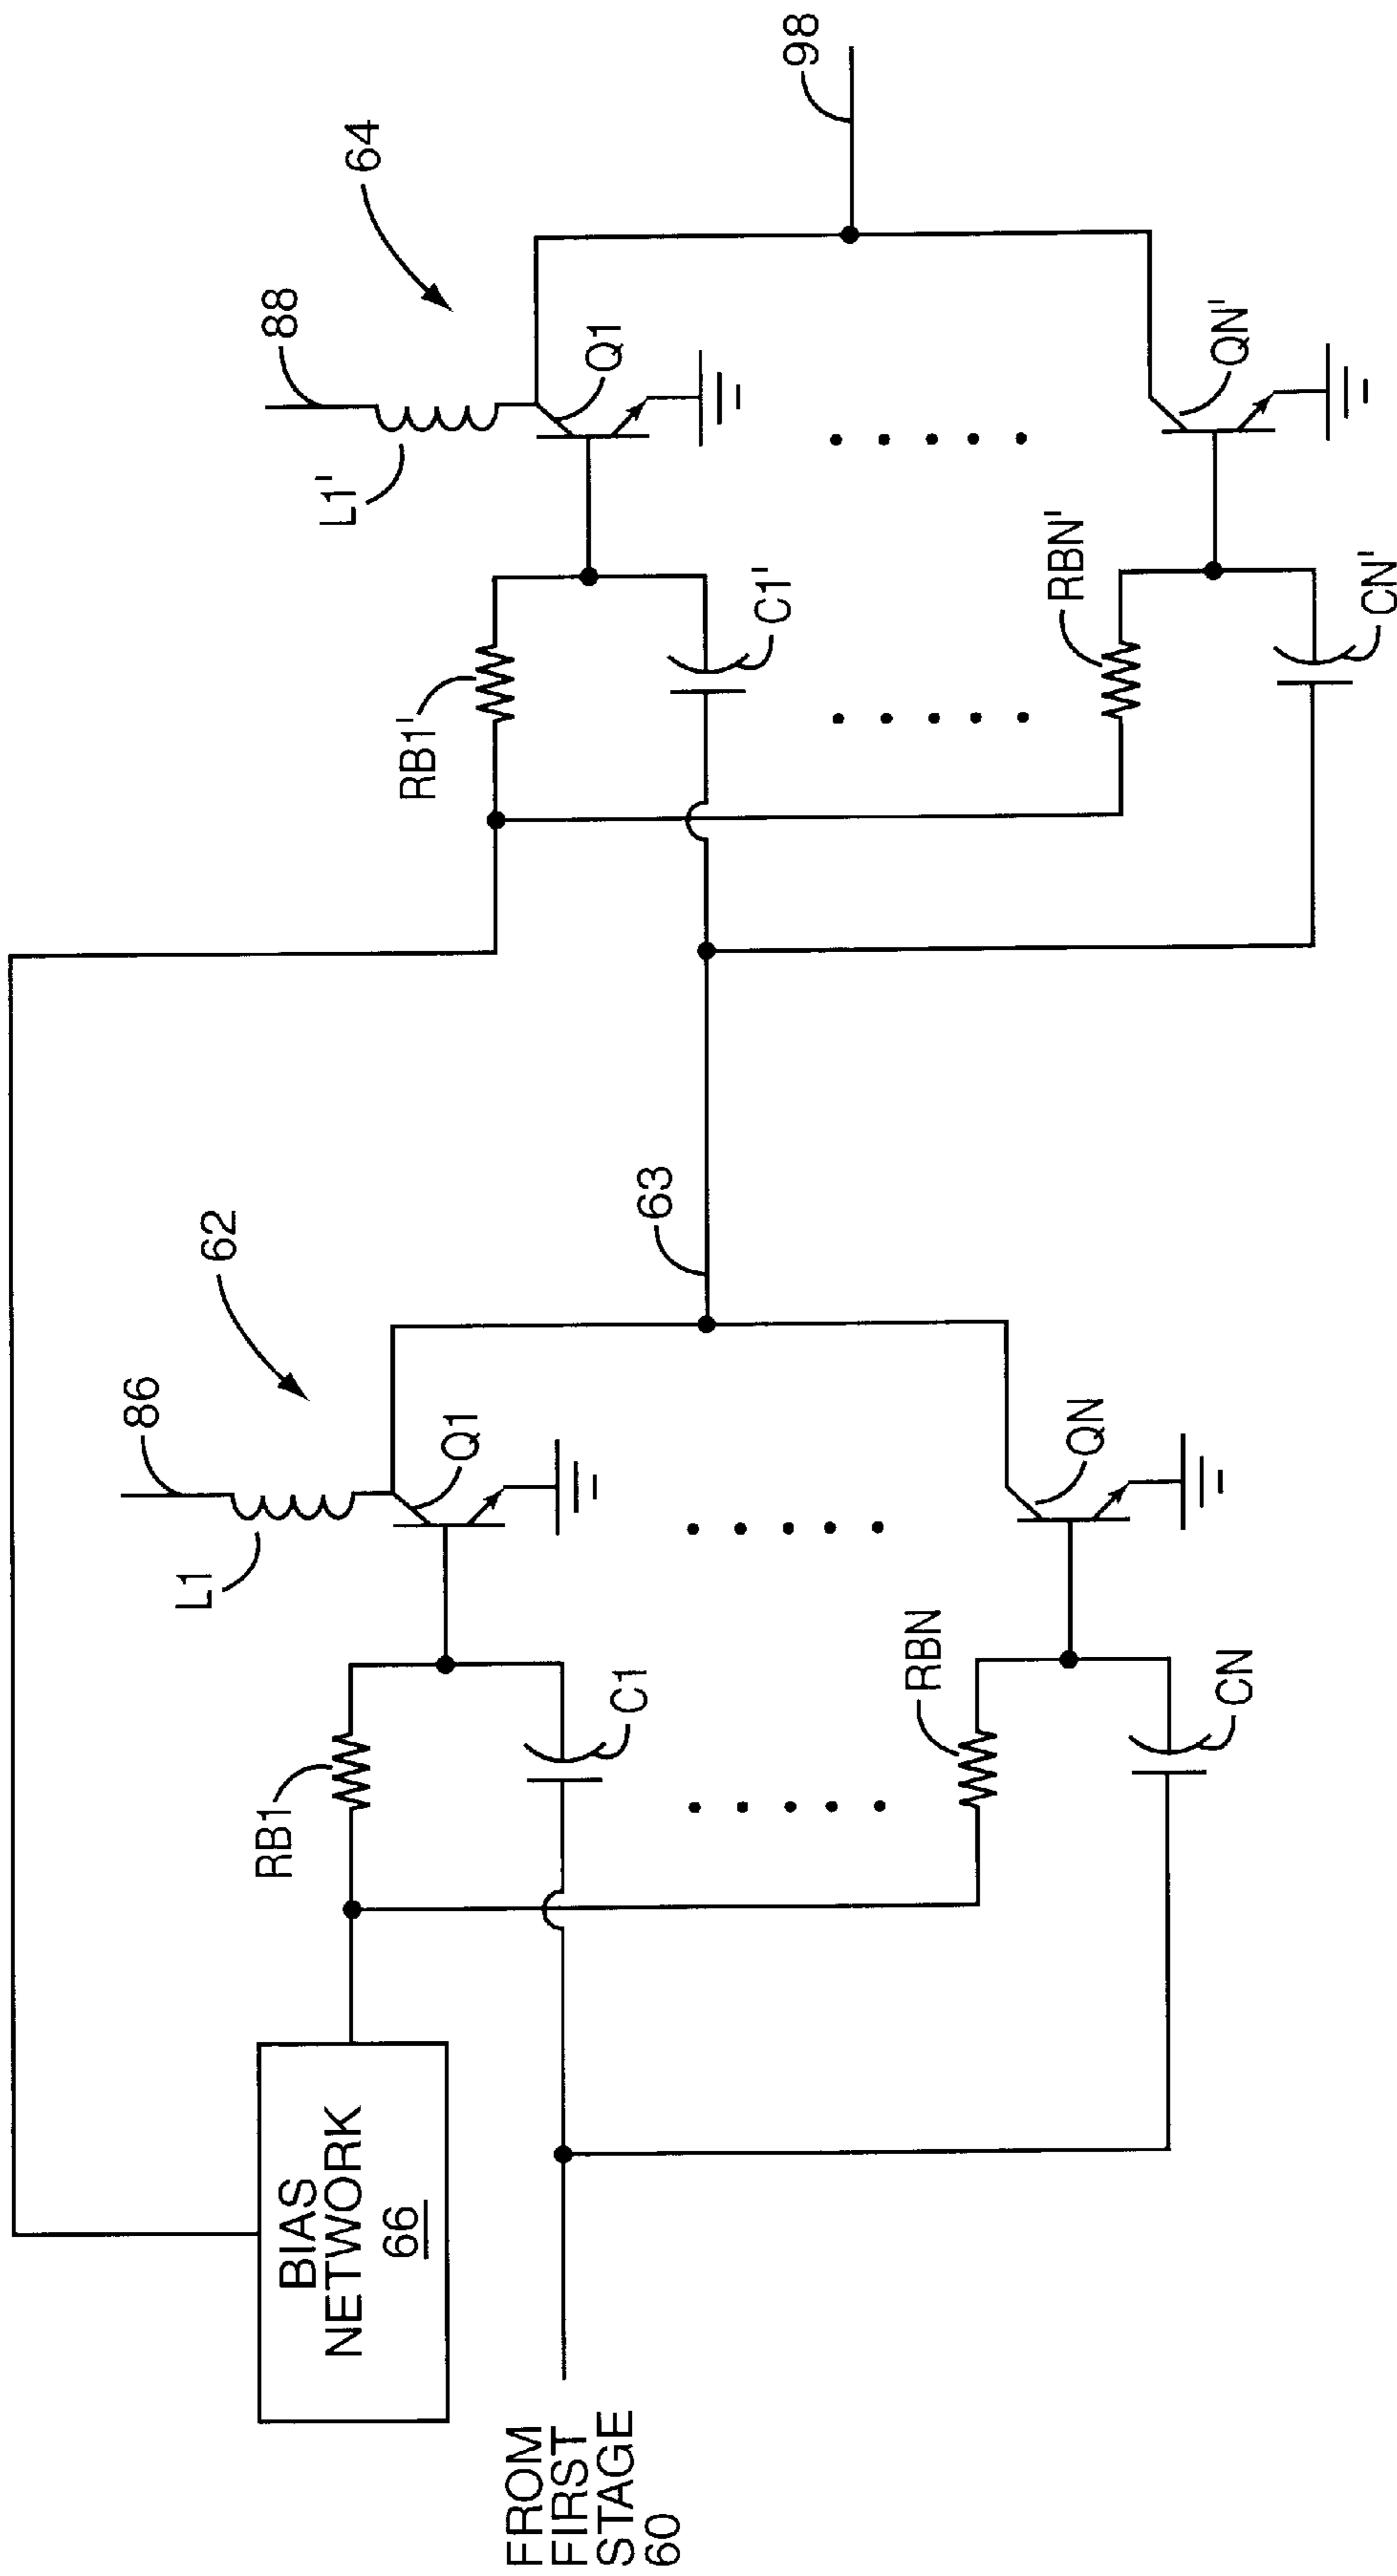 BIAS
NETWORK
66
FROM
FIRST
STAGE
60
RB1
C1
L1
86
62
Q1
RBN
CN
QN
63
RB1'
C1'
L1'
88
64
Q1
RBN'
CN'
QN'
98